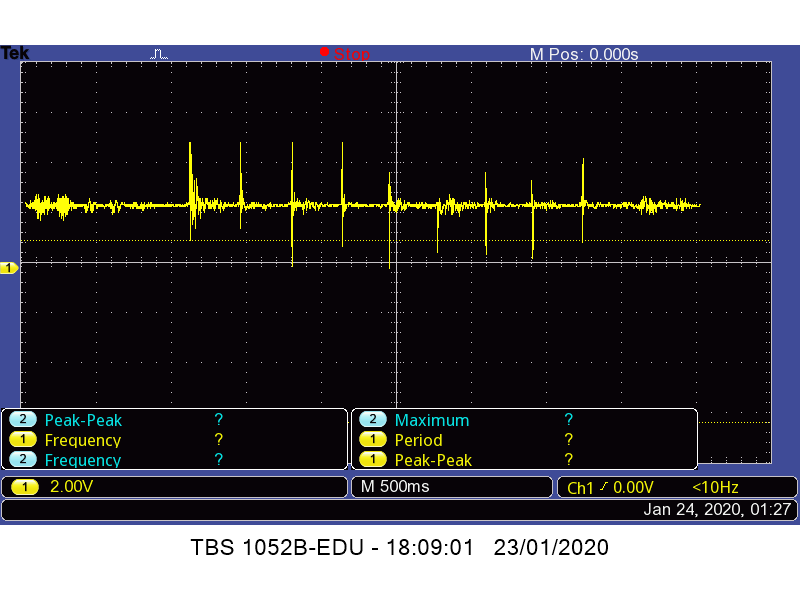 Tek Stop M Pos: 0.000s
1
2 Peak-Peak ? 2 Maximum ?
1 Frequency ? 1 Period ?
2 Frequency ? 1 Peak-Peak ?
1 2.00V M 500ms Ch1 0.00V <10Hz
Jan 24, 2020, 01:27
TBS 1052B-EDU - 18:09:01 23/01/2020